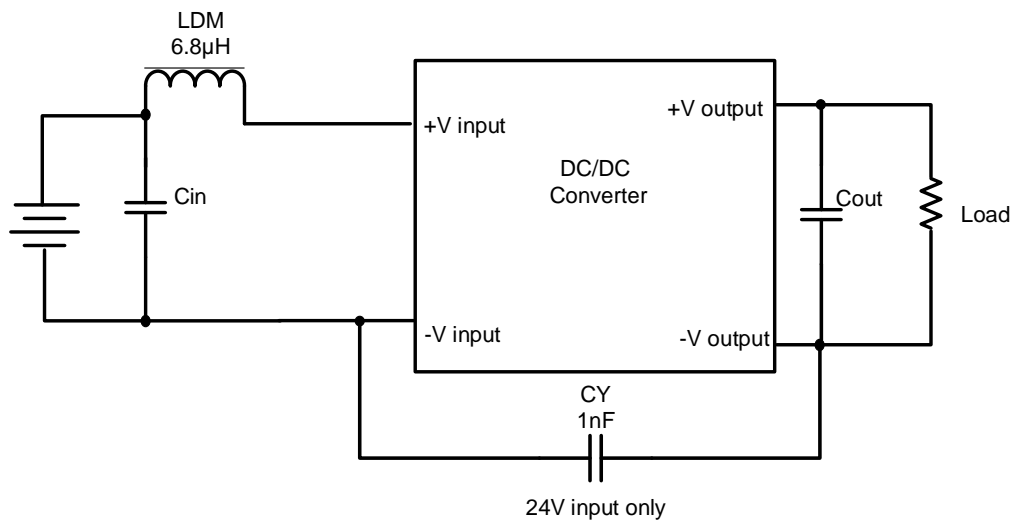 LDM
6.8µH
+V input
+V output
DC/DC
Converter
Cin
Cout
Load
-V input
-V output
CY
1nF
24V input only